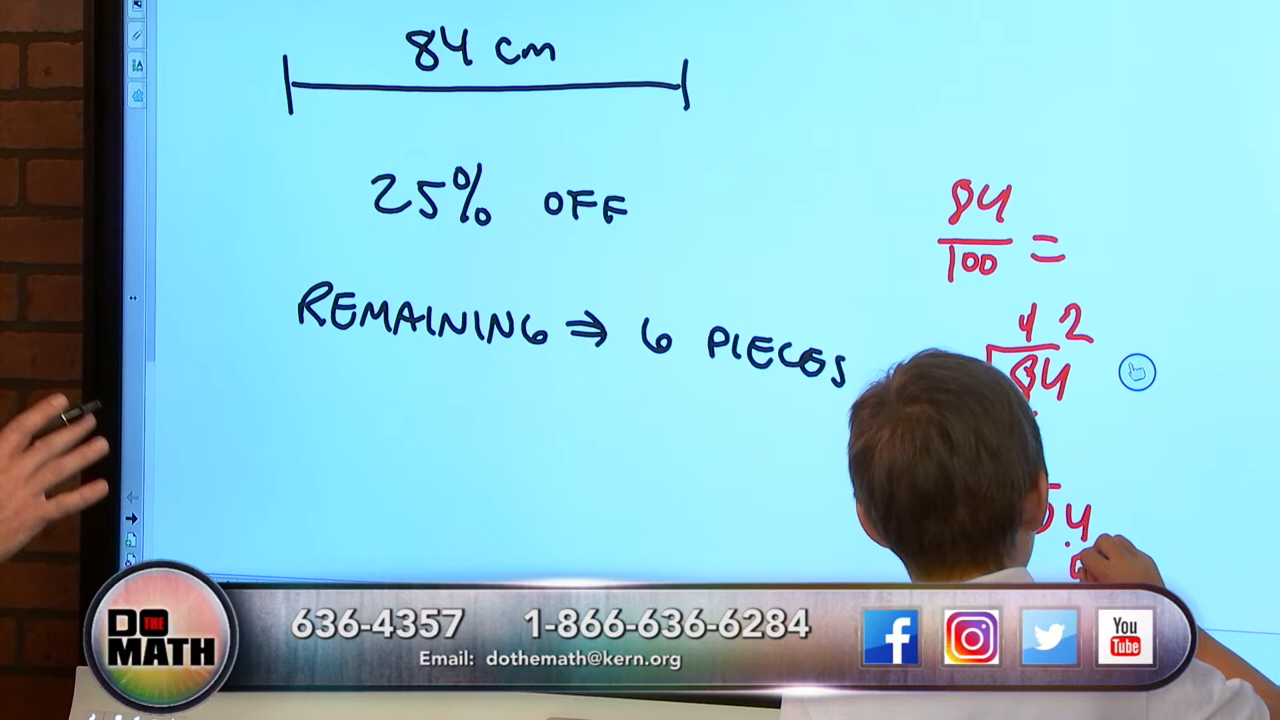 84 cm
25% OFF
REMAINING ⇒ 6 PIECES
84
100
=
42
84
4
DO THE MATH
636-4357
1-866-636-6284
Email: dothemath@kern.org
f
You
Tube